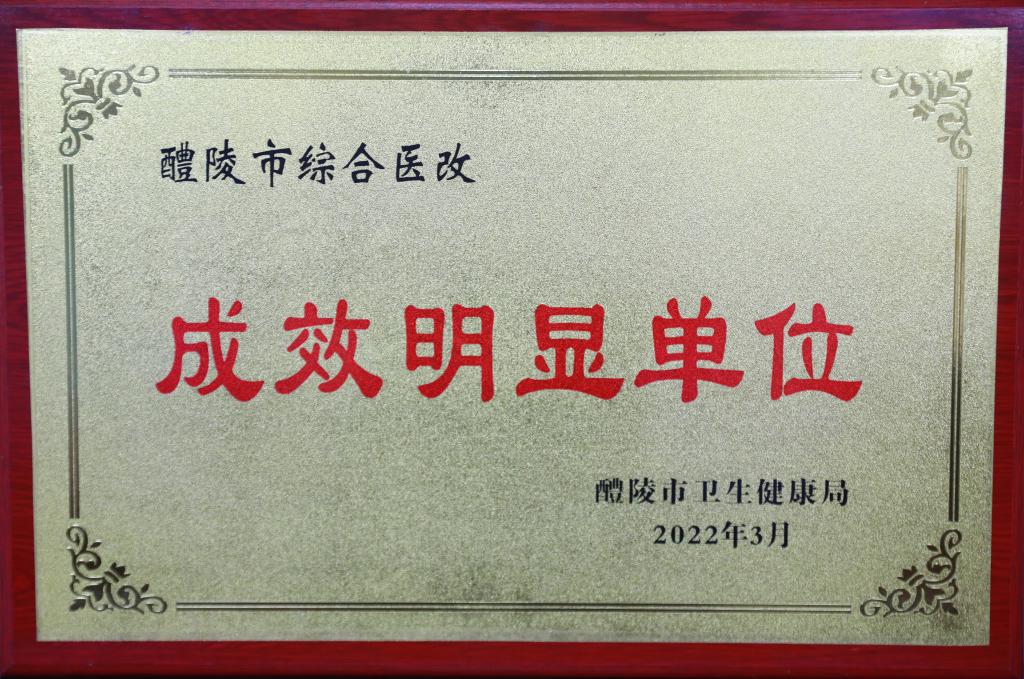 醴陵市综合医改
成效明显单位
醴陵市卫生健康局
2022年3月